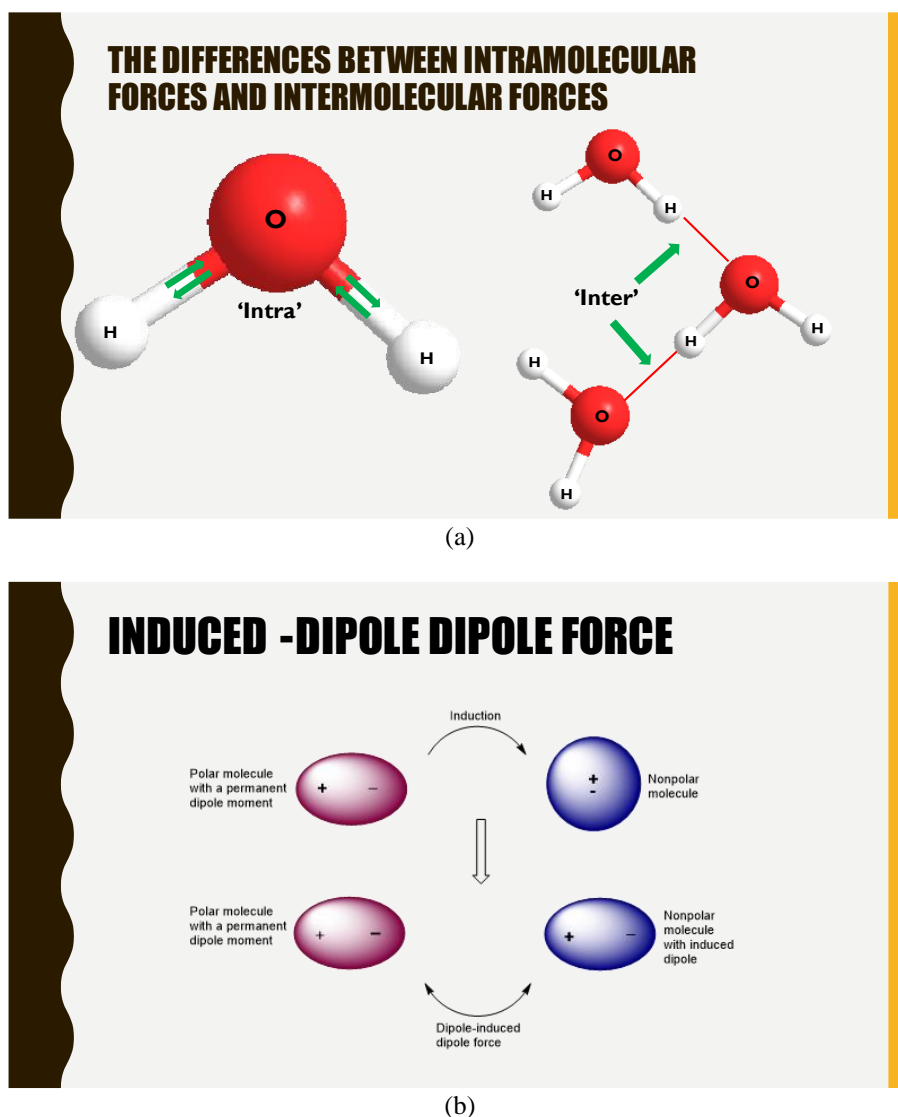 THE DIFFERENCES BETWEEN INTRAMOLECULAR
FORCES AND INTERMOLECULAR FORCES
O
H
H
'Intra'
O
H
H
'Inter'
O
H
H
H
O
H
(a)
INDUCED -DIPOLE DIPOLE FORCE
Induction
Polar molecule
with a permanent
dipole moment
+ –
+
-
Nonpolar
molecule
Polar molecule
with a permanent
dipole moment
+ –
+ –
Nonpolar
molecule
with induced
dipole
Dipole-induced
dipole force
(b)